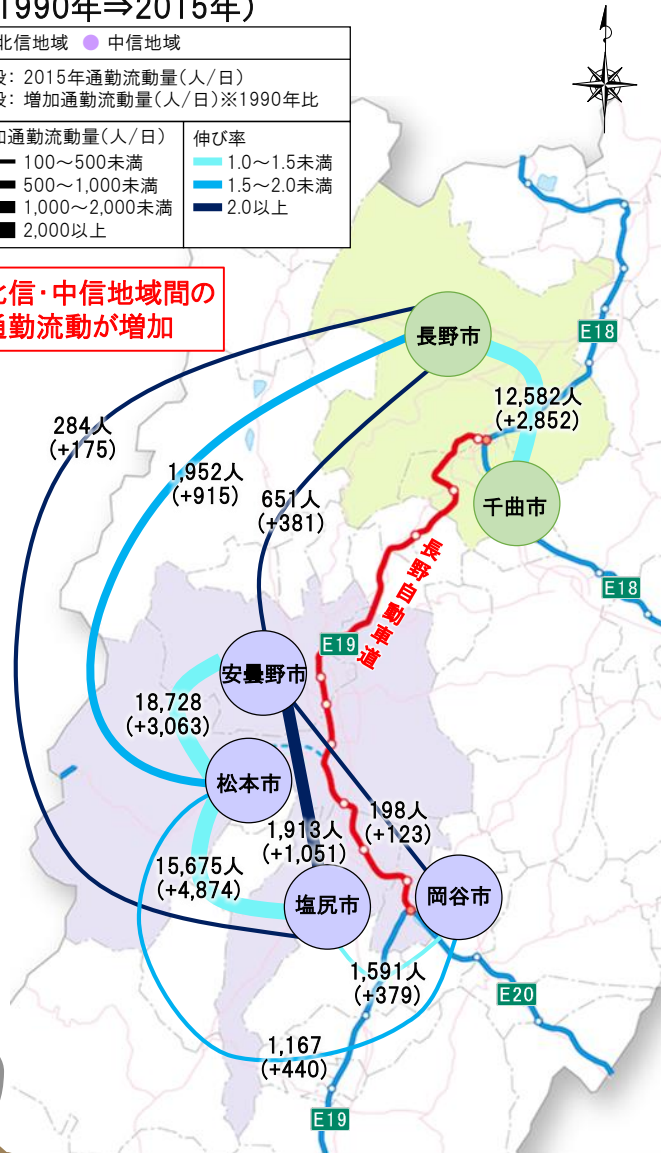 1990年⇒2015年）
北信地域 中信地域
段: 2015年通勤流動量(人/日)
段: 増加通勤流動量(人/日)※1990年比
加通勤流動量(人/日)
100～500未満
500～1,000未満
1,000～2,000未満
2,000以上
伸び率
1.0～1.5未満
1.5～2.0未満
2.0以上
北信･中信地域間の
通勤流動が増加
長野市
E18
12,582人
(+2,852)
284人
(+175)
1,952人
(+915)
651人
(+381)
千曲市
長野自動車道
E18
E19
安曇野市
18,728
(+3,063)
松本市
198人
(+123)
1,913人
(+1,051)
15,675人
(+4,874)
塩尻市
岡谷市
1,591人
(+379)
E20
1,167
(+440)
E19